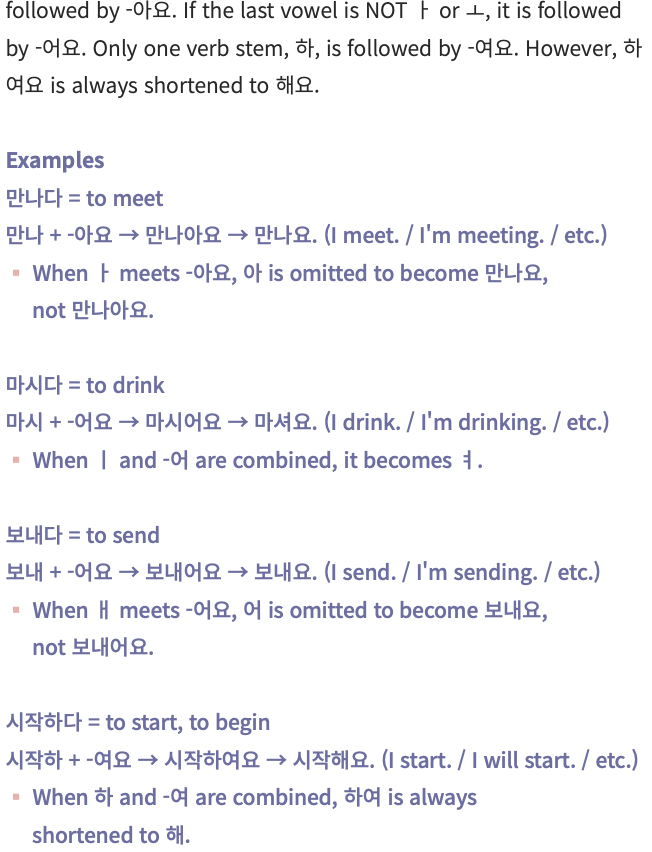 followed by -아요. If the last vowel is NOT ㅏ or ㅗ, it is followed
by -어요. Only one verb stem, 하, is followed by -여요. However, 하
여요 is always shortened to 해요.
Examples
만나다 = to meet
만나 + -아요 → 만나아요 → 만나요. (I meet. / I'm meeting. / etc.)
▪ When ㅏ meets -아요, 아 is omitted to become 만나요,
not 만나아요.
마시다 = to drink
마시 + -어요 → 마시어요 → 마셔요. (I drink. / I'm drinking. / etc.)
▪ When ㅣ and -어 are combined, it becomes ㅕ.
보내다 = to send
보내 + -어요 → 보내어요 → 보내요. (I send. / I'm sending. / etc.)
▪ When ㅐ meets -어요, 어 is omitted to become 보내요,
not 보내어요.
시작하다 = to start, to begin
시작하 + -여요 → 시작하여요 → 시작해요. (I start. / I will start. / etc.)
▪ When 하 and -여 are combined, 하여 is always
shortened to 해.